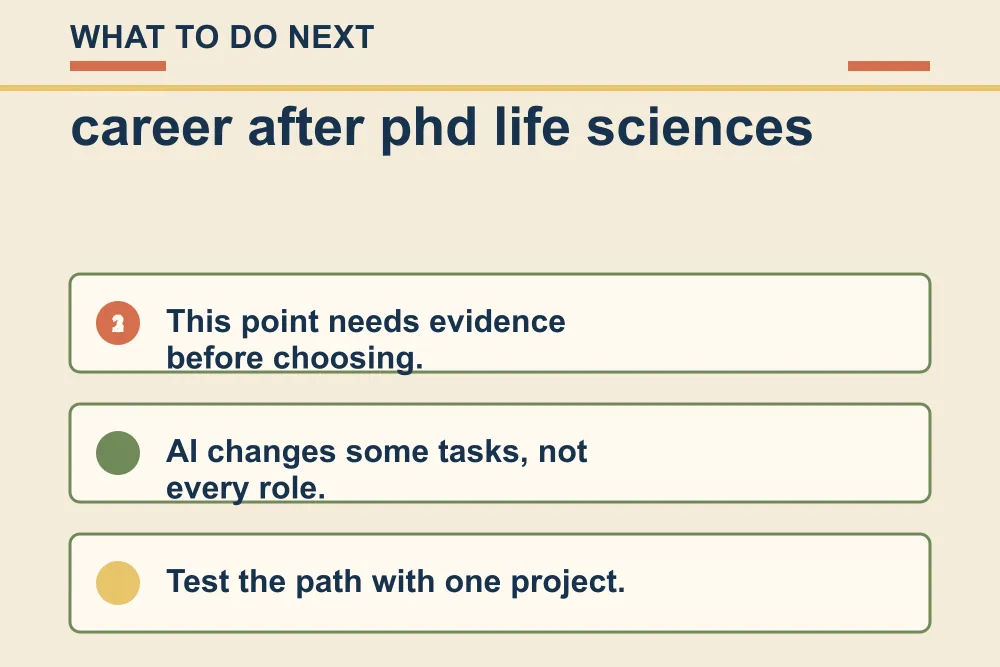 WHAT TO DO NEXT
career after phd life sciences
This point needs evidence
before choosing.
AI changes some tasks, not
every role.
Test the path with one project.